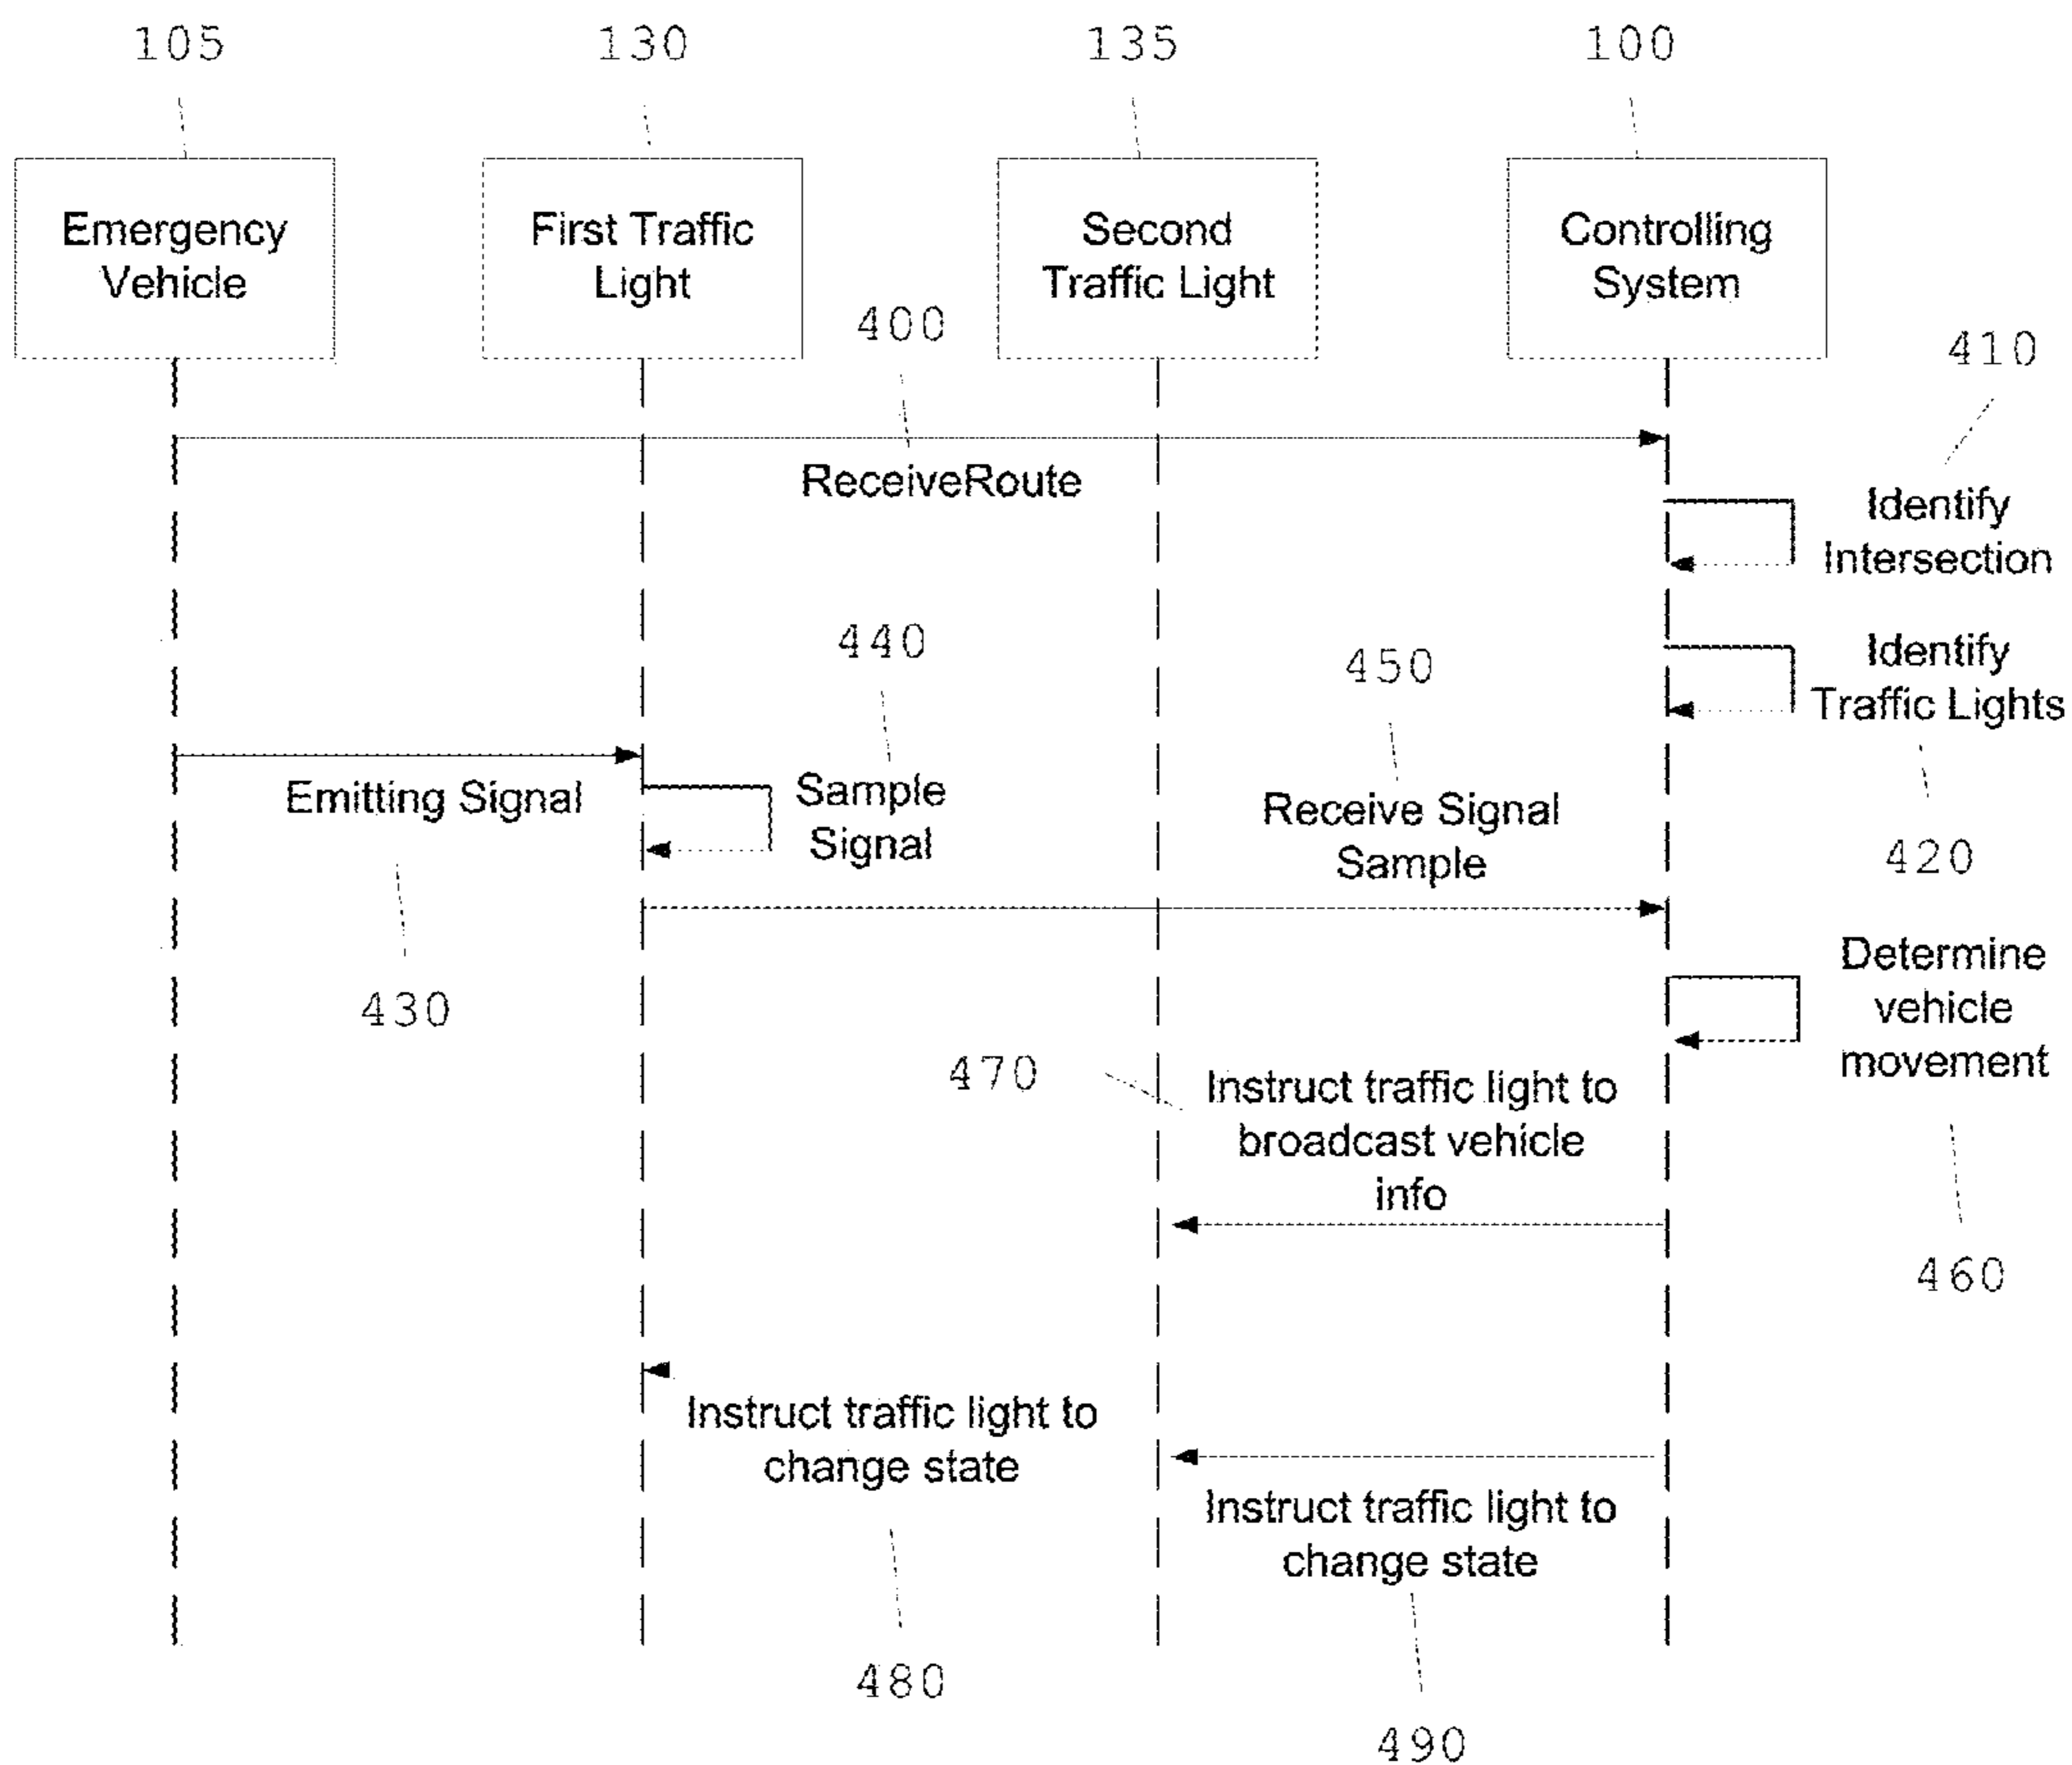 105
130
135
100
Emergency
Vehicle
First Traffic
Light
Second
Traffic Light
Controlling
System
400
410
ReceiveRoute
Identify
Intersection
440
450
Identify
Traffic Lights
Emitting Signal
Sample
Signal
Receive Signal
Sample
420
430
Determine
vehicle
movement
470
Instruct traffic light to
broadcast vehicle
info
460
Instruct traffic light to
change state
Instruct traffic light to
change state
480
490